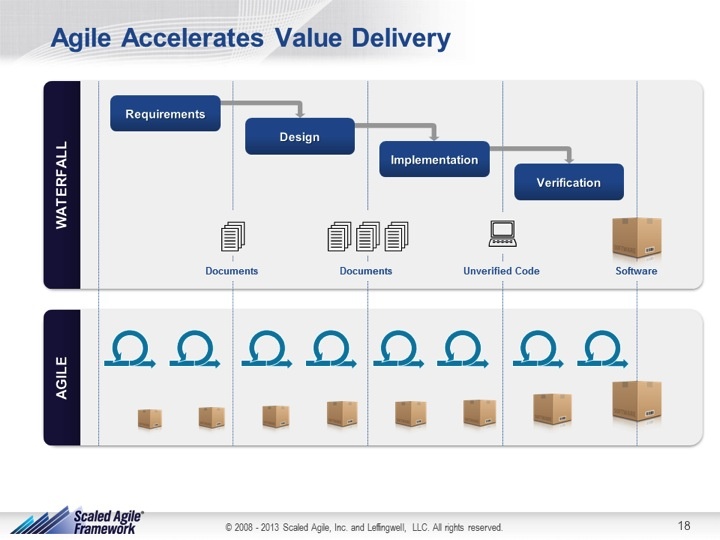 Agile Accelerates Value Delivery
WATERFALL
Requirements
Design
Implementation
Verification
Documents
Documents
Unverified Code
Software
AGILE
Scaled Agile®
Framework
© 2008 - 2013 Scaled Agile, Inc. and Leffingwell, LLC. All rights reserved.
18